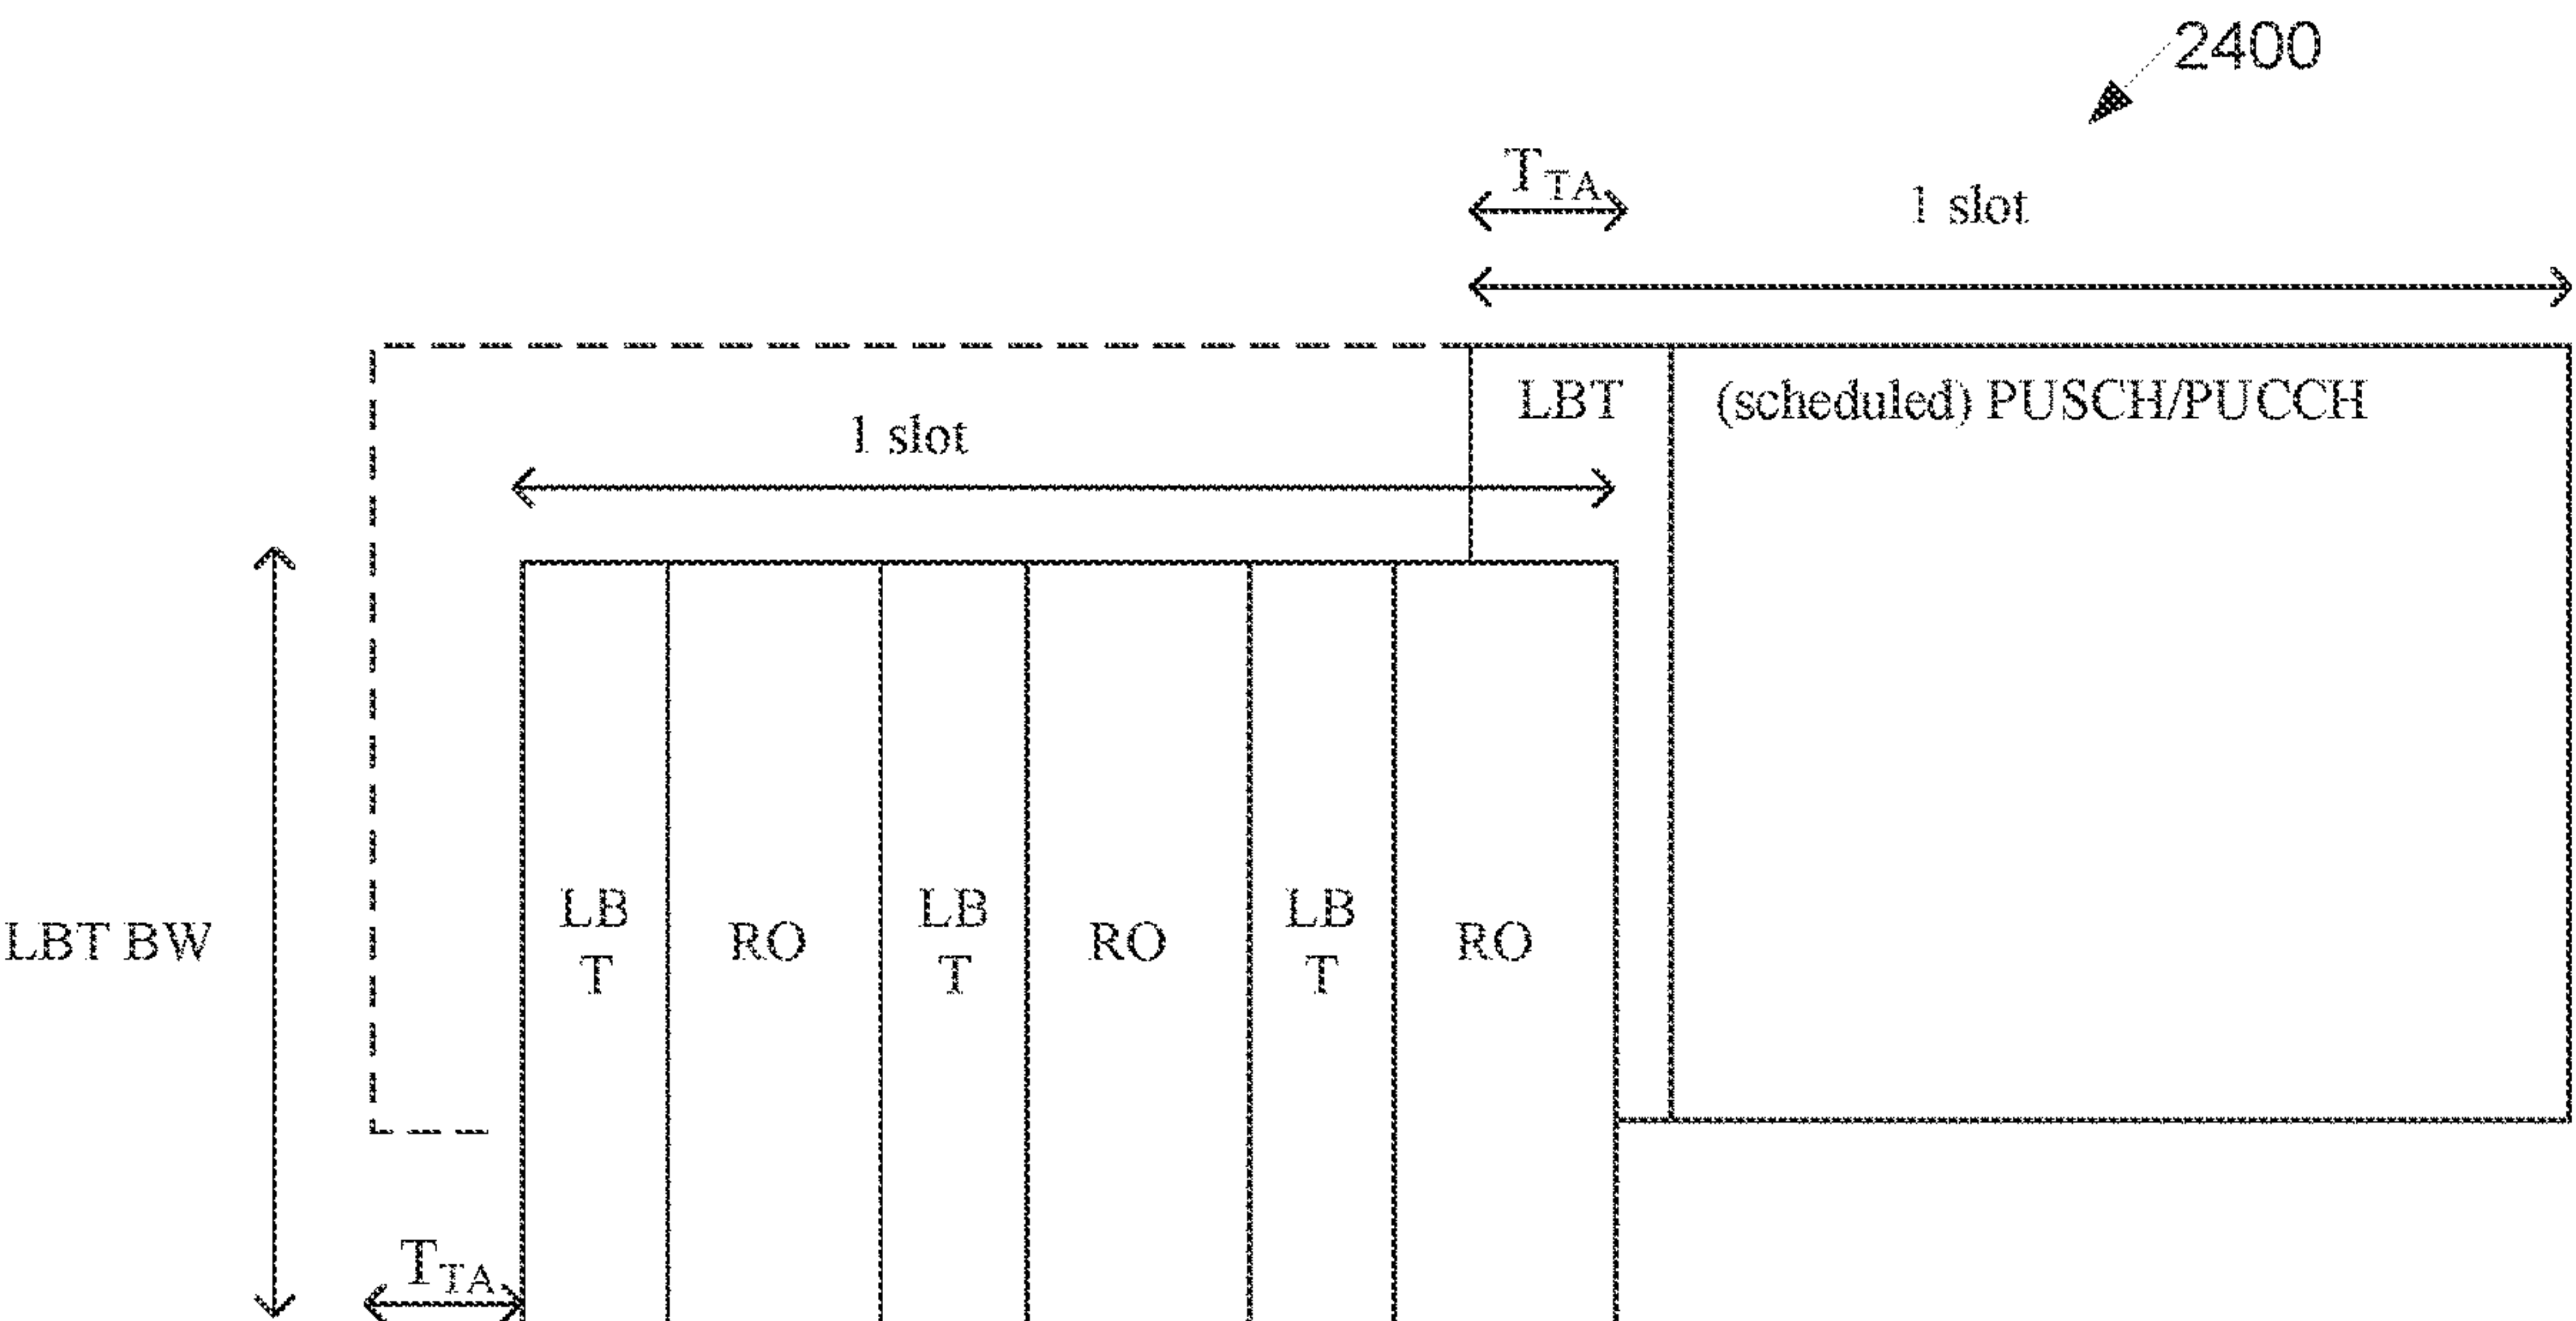 2400
TTA
1 slot
LBT
(scheduled) PUSCH/PUCCH
1 slot
LBT BW
LB
T
RO
LB
T
RO
LB
T
RO
TTA